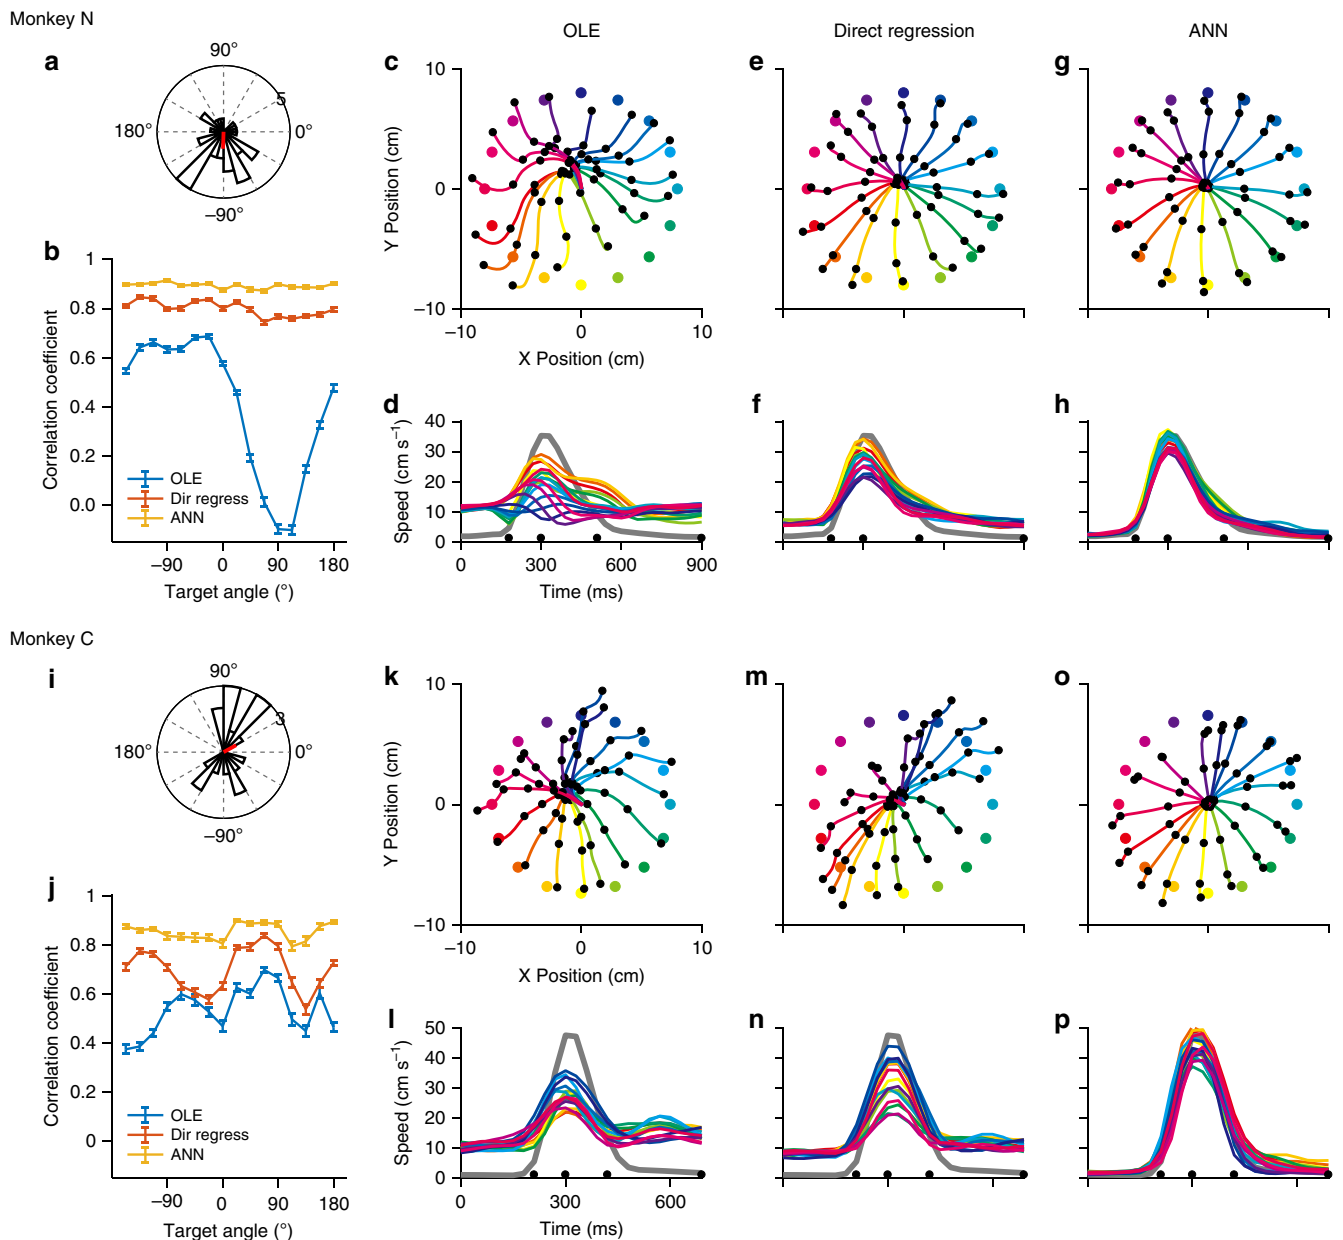 Monkey N
OLE
Direct regression
ANN
a
90°
5
180°
0°
−90°
b
1
0.8
0.6
0.4
0.2
0.0
Correlation coefficient
OLE
Dir regress
ANN
−90
0
90
180
Target angle (°)
c
10
0
−10
Y Position (cm)
−10
0
10
X Position (cm)
d
40
30
20
10
0
Speed (cm s⁻¹)
0
300
600
900
Time (ms)
e
f
g
h
Monkey C
i
90°
3
180°
0°
−90°
j
1
0.8
0.6
0.4
0.2
0
Correlation coefficient
OLE
Dir regress
ANN
−90
0
90
180
Target angle (°)
k
10
0
−10
Y Position (cm)
−10
0
10
X Position (cm)
l
50
40
30
20
10
0
Speed (cm s⁻¹)
0
300
600
Time (ms)
m
n
o
p